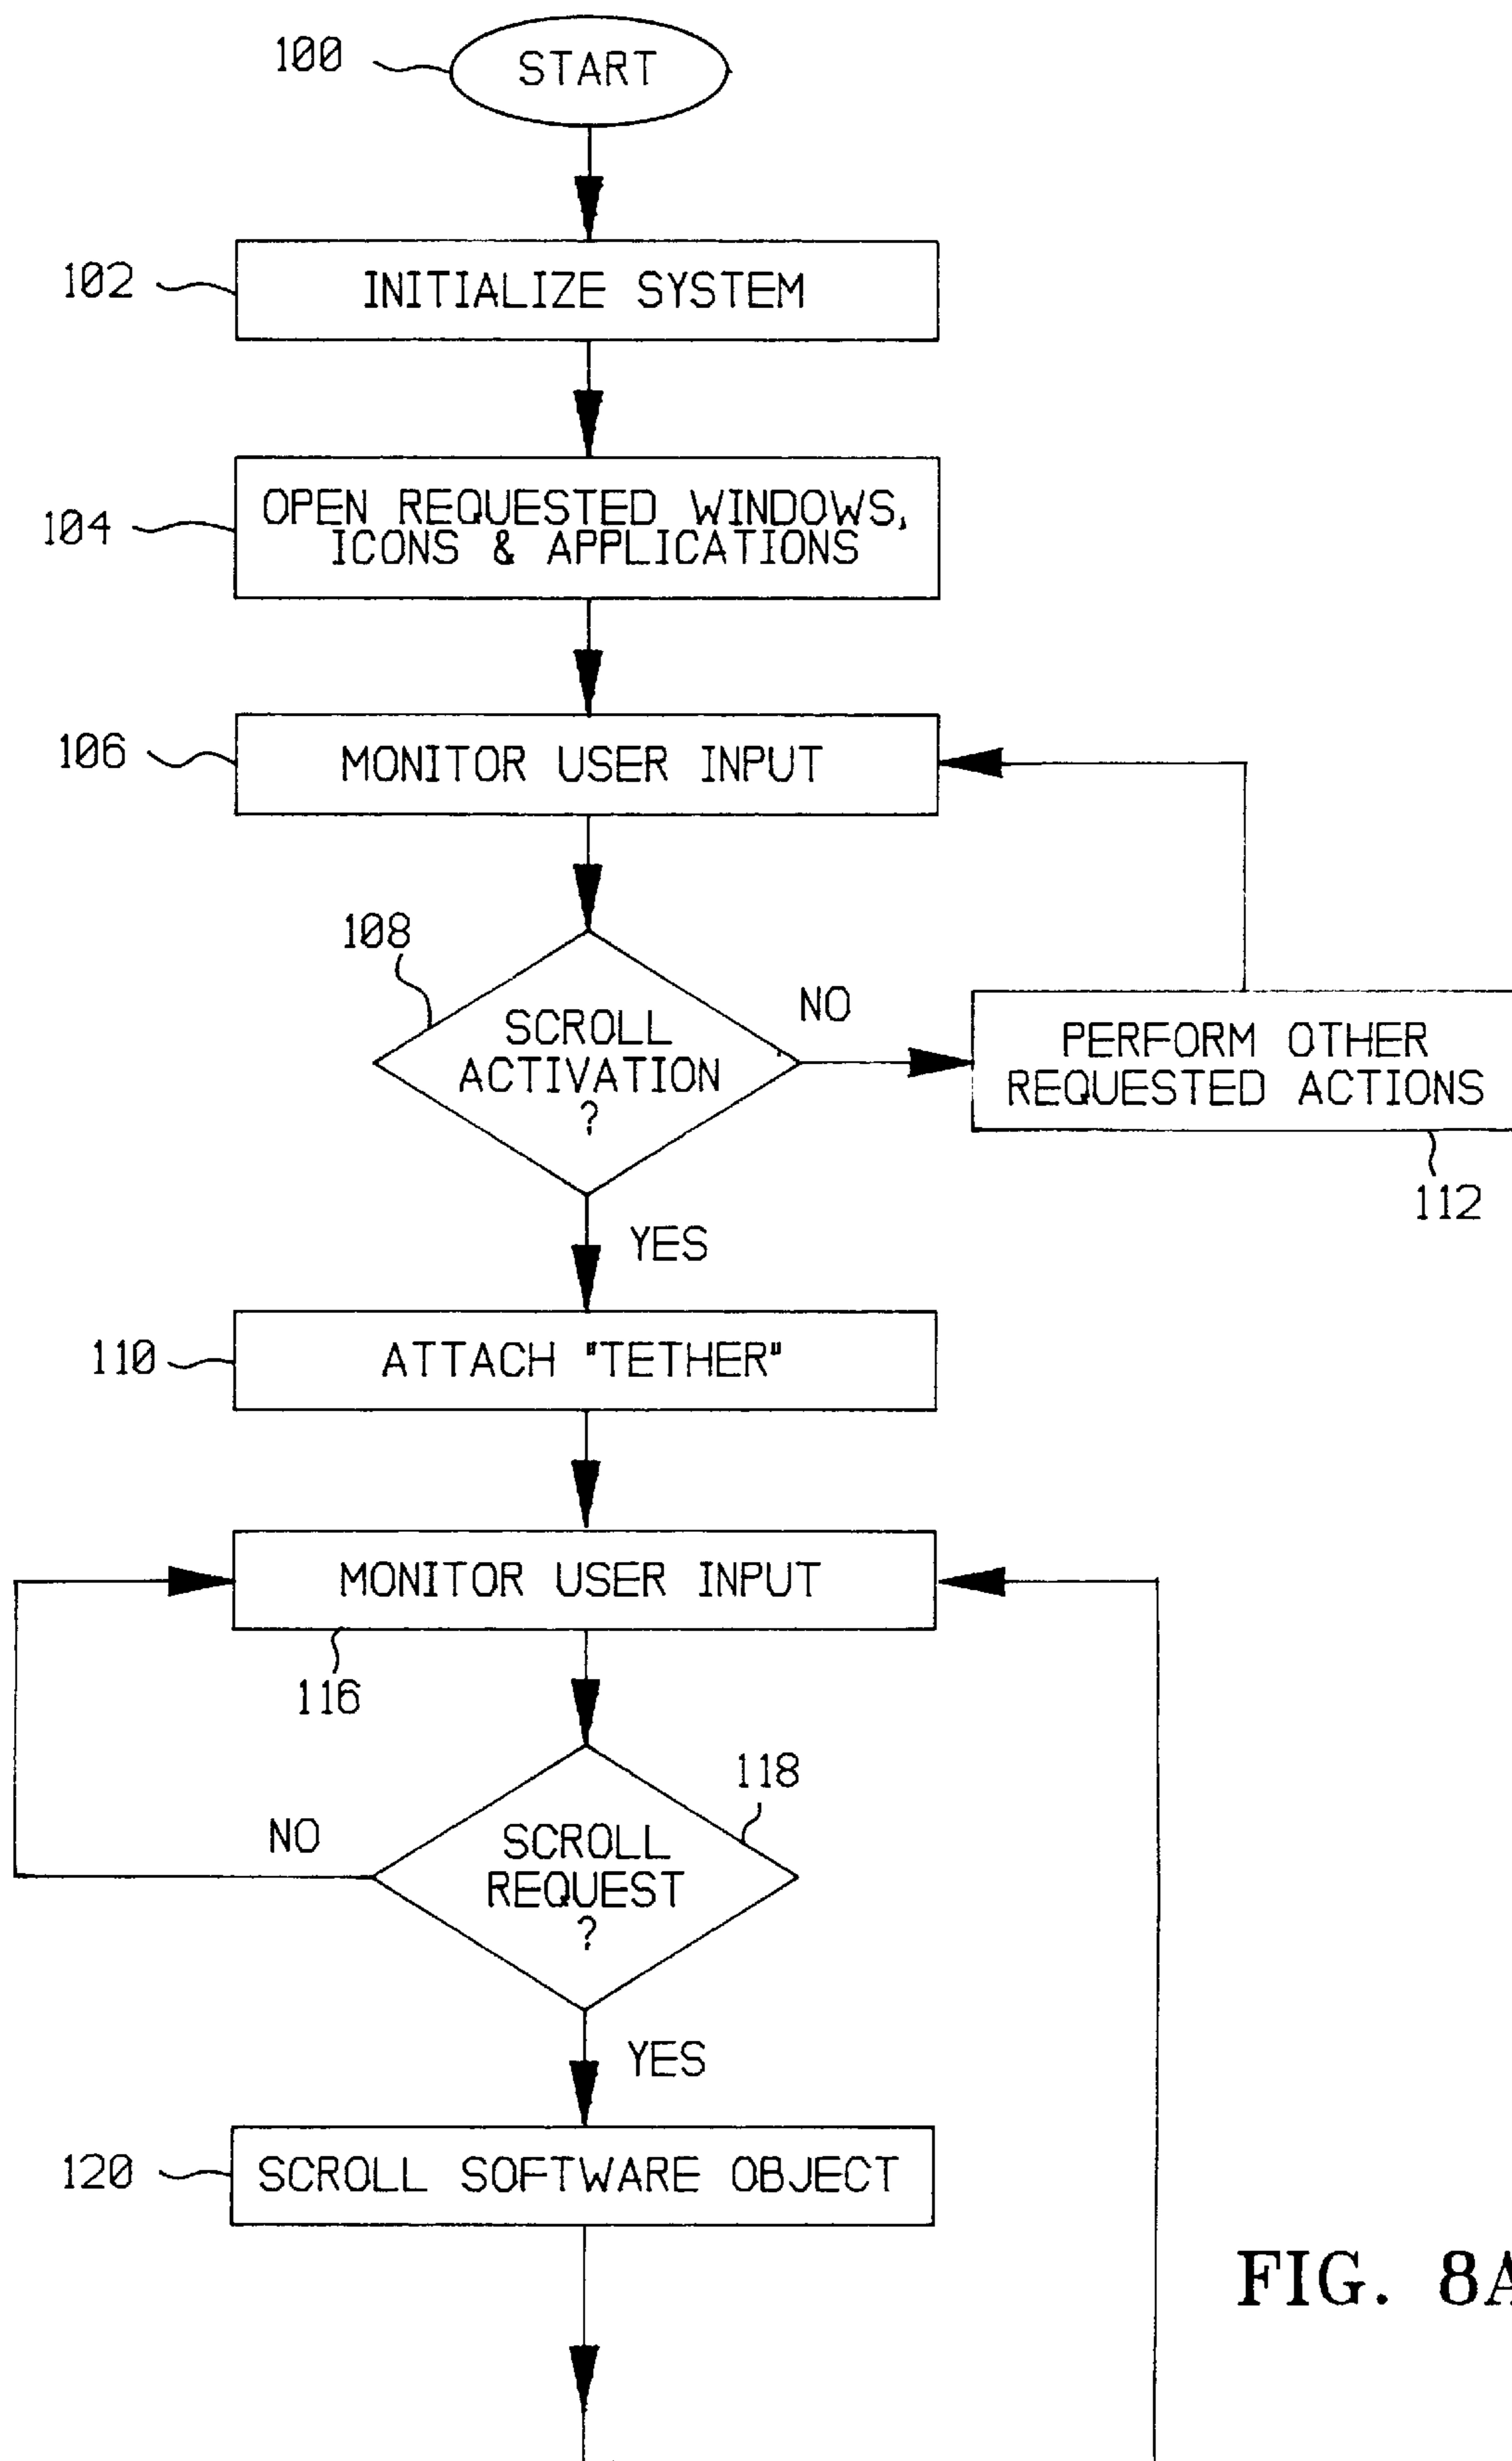 100
START
102
INITIALIZE SYSTEM
104
OPEN REQUESTED WINDOWS,
ICONS & APPLICATIONS
106
MONITOR USER INPUT
108
SCROLL
ACTIVATION
?
NO
PERFORM OTHER
REQUESTED ACTIONS
112
YES
110
ATTACH "TETHER"
MONITOR USER INPUT
116
118
NO
SCROLL
REQUEST
?
YES
120
SCROLL SOFTWARE OBJECT
FIG. 8A